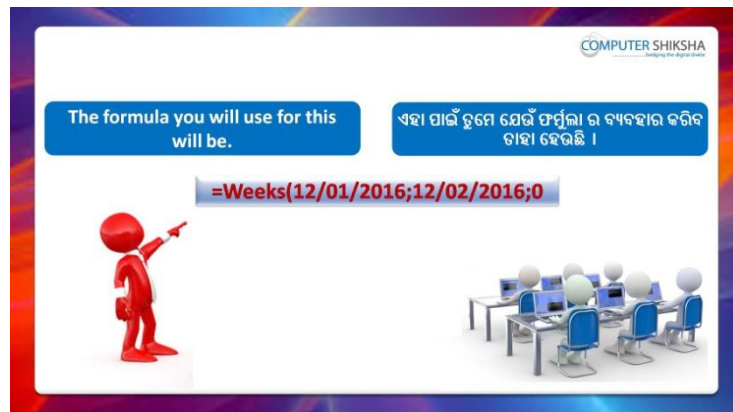 COMPUTER SHIKSHA
bridging the digital divide
The formula you will use for this
will be.
ଏହା ପାଇଁ ତୁମେ ଯେଉଁ ଫର୍ମୁଲା ର ବ୍ୟବହାର କରିବ
ତାହା ହେଉଛି ।
=Weeks(12/01/2016;12/02/2016;0